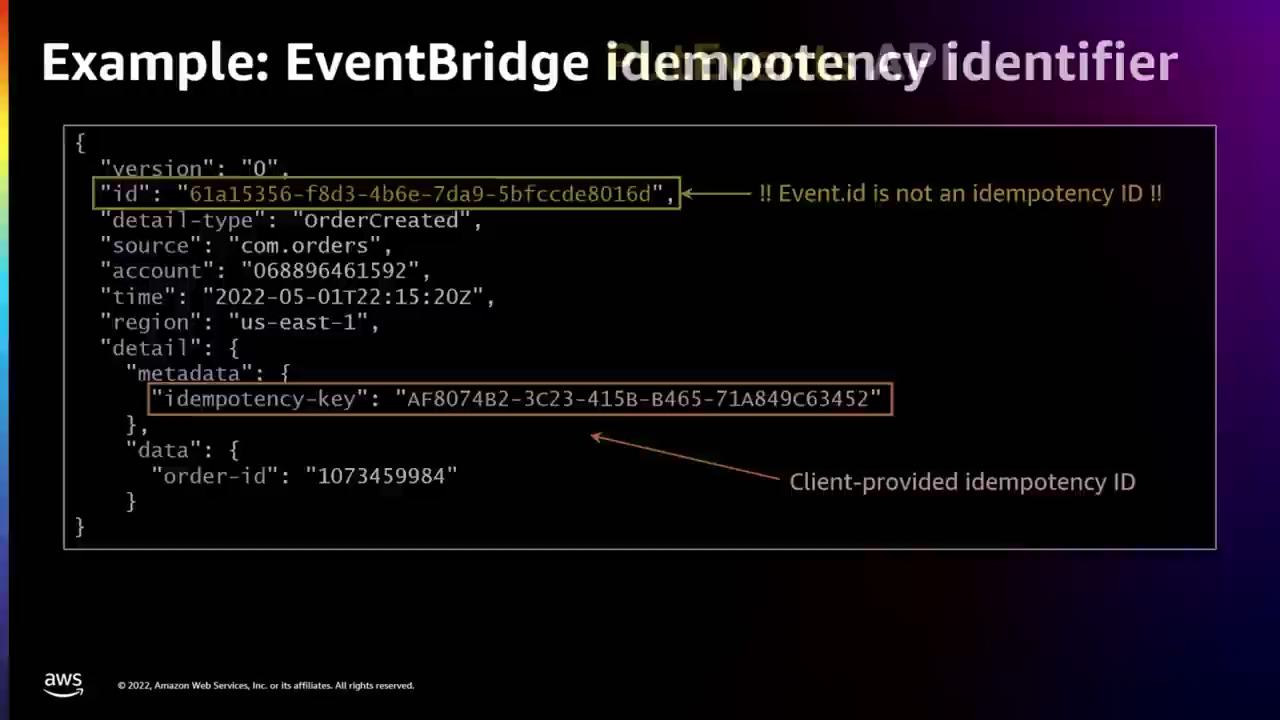 Example: EventBridge idempotency identifier
{
"version": "0",
"id": "61a15356-f8d3-4b6e-7da9-5bfccde8016d",
!! Event.id is not an idempotency ID !!
"detail-type": "OrderCreated",
"source": "com.orders",
"account": "068896461592",
"time": "2022-05-01T22:15:20Z",
"region": "us-east-1",
"detail": {
"metadata": {
"idempotency-key": "AF8074B2-3C23-415B-B465-71A849C63452"
},
"data": {
"order-id": "1073459984"
Client-provided idempotency ID
}
}
aws
© 2022, Amazon Web Services, Inc. or its affiliates. All rights reserved.